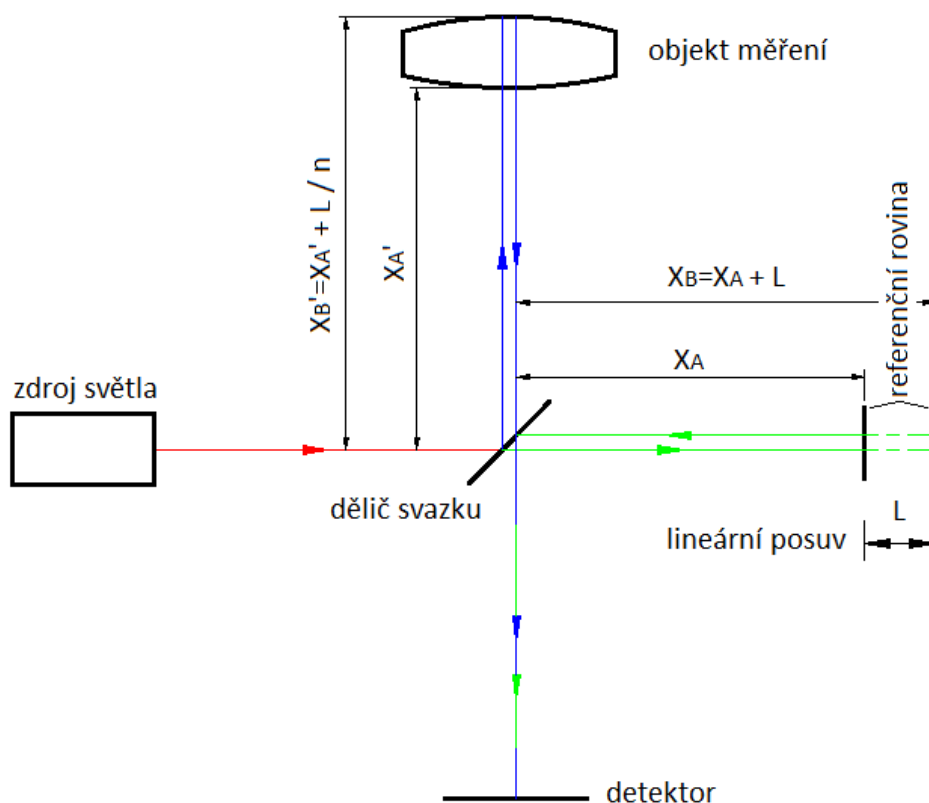 objekt měření
XB'=XA' + L / n
XA'
XB=XA + L
referenční rovina
XA
zdroj světla
dělič svazku
L
lineární posuv
detektor